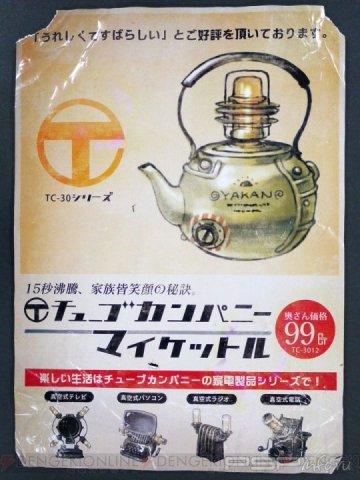 「うれしくてすばらしい」とご好評を頂いております。
TC-30シリーズ
YAKAN
15秒沸騰、家族皆笑顔の秘訣。
チューブカンパニー
マイケットル
奥さん価格
99
TC-3012
楽しい生活はチューブカンパニーの家電製品シリーズで！
真空式テレビ
真空式パソコン
真空式ラジオ
真空式電話
DENGEKIONLINE